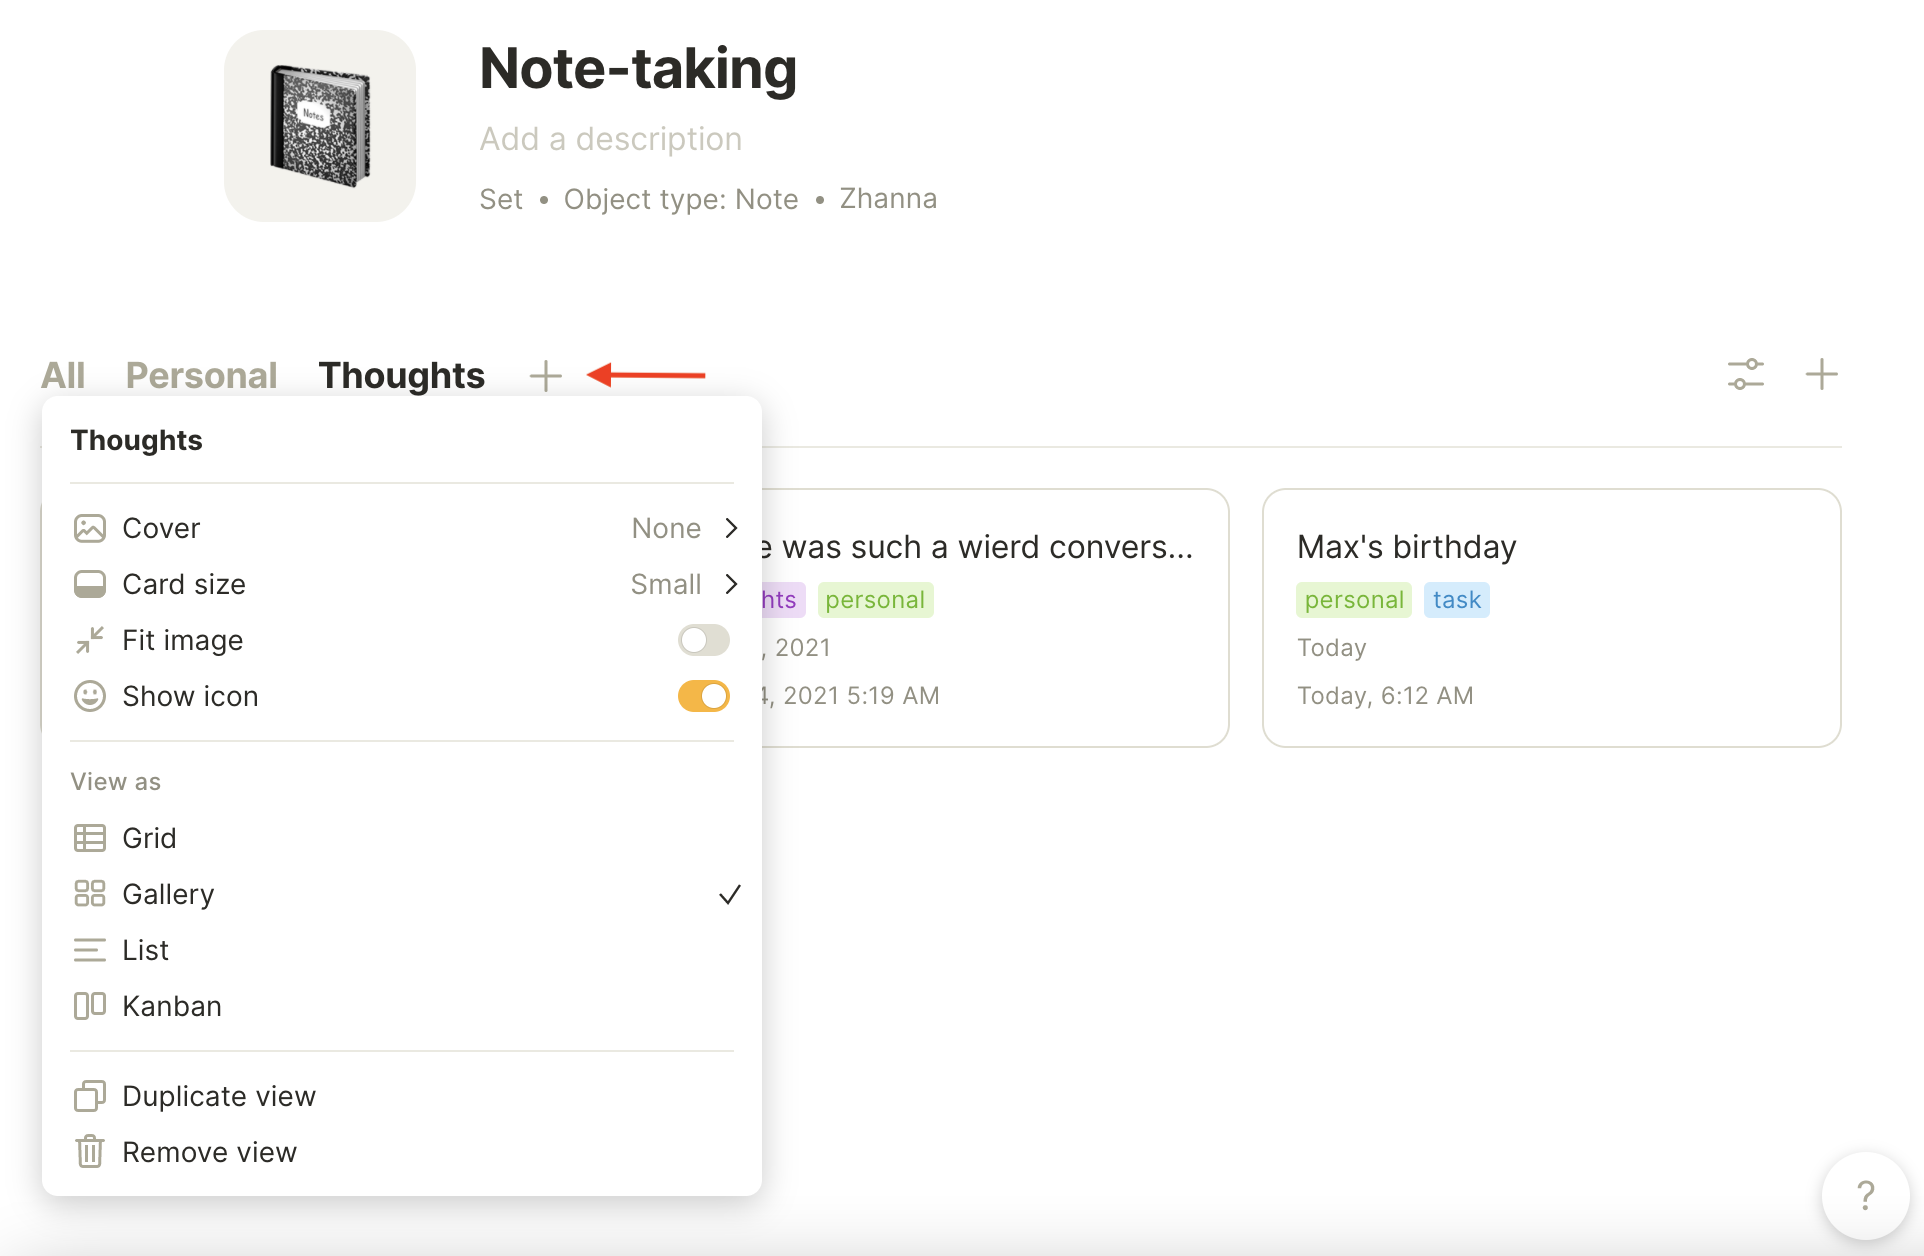 Notes
Note-taking
Add a description
Set • Object type: Note • Zhanna
All Personal Thoughts
Thoughts
Cover None
Card size Small
Fit image
Show icon
View as
Grid
Gallery
List
Kanban
Duplicate view
Remove view
was such a wierd convers...
personal
, 2021
4, 2021 5:19 AM
Max's birthday
personal task
Today
Today, 6:12 AM
?